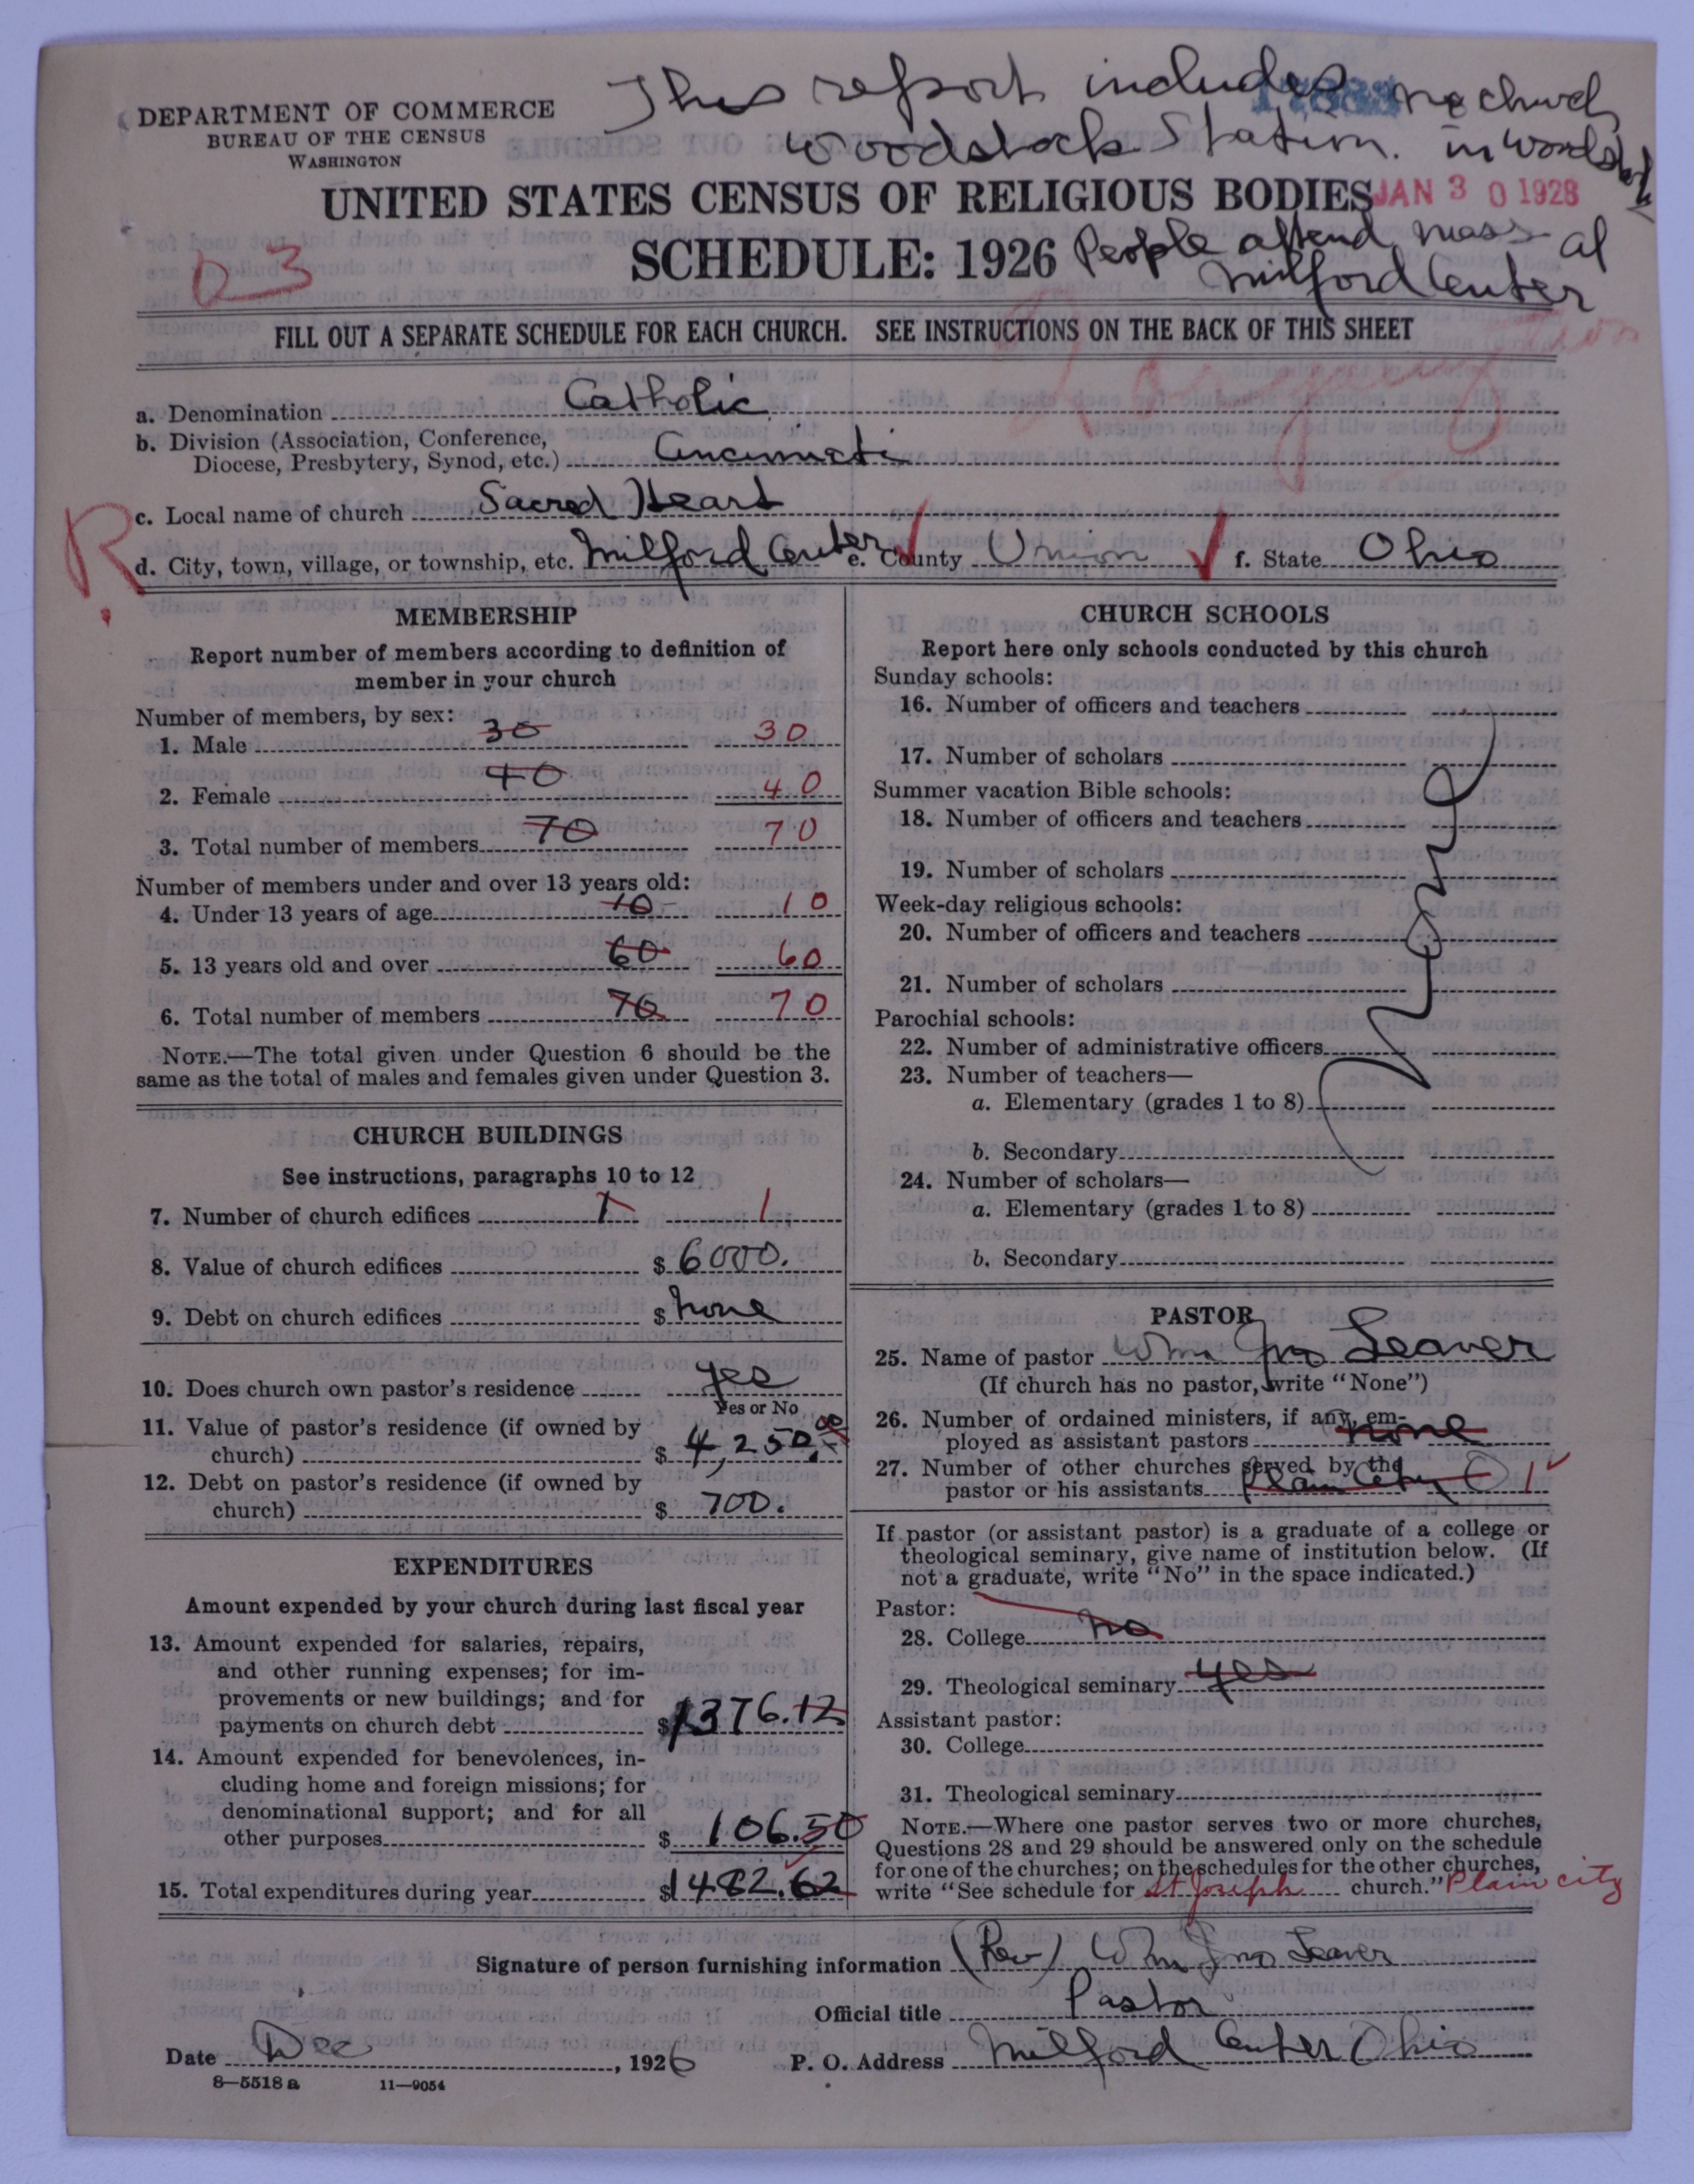 DEPARTMENT OF COMMERCE
BUREAU OF THE CENSUS
WASHINGTON
This report includes no church
Woodstock Station. in Woodstock
UNITED STATES CENSUS OF RELIGIOUS BODIES
JAN 30 1928
SCHEDULE: 1926
People attend mass at
Milford Center
D 3
FILL OUT A SEPARATE SCHEDULE FOR EACH CHURCH. SEE INSTRUCTIONS ON THE BACK OF THIS SHEET
a. Denomination Catholic
b. Division (Association, Conference,
Diocese, Presbytery, Synod, etc.) Cincinnati
c. Local name of church Sacred Heart
R.
d. City, town, village, or township, etc. Milford Center e. County Union f. State Ohio
MEMBERSHIP
Report number of members according to definition of
member in your church
Number of members, by sex:
1. Male 30 30
2. Female 40 40
3. Total number of members 70 70
Number of members under and over 13 years old:
4. Under 13 years of age 10 10
5. 13 years old and over 60 60
6. Total number of members 70 70
NOTE.—The total given under Question 6 should be the
same as the total of males and females given under Question 3.
CHURCH BUILDINGS
See instructions, paragraphs 10 to 12
7. Number of church edifices 1 1
8. Value of church edifices $ 6000.
9. Debt on church edifices $ none
10. Does church own pastor's residence yes
Yes or No
11. Value of pastor's residence (if owned by
church) $ 4,250.00
12. Debt on pastor's residence (if owned by
church) $ 700.
EXPENDITURES
Amount expended by your church during last fiscal year
13. Amount expended for salaries, repairs,
and other running expenses; for im-
provements or new buildings; and for
payments on church debt $1376.12
14. Amount expended for benevolences, in-
cluding home and foreign missions; for
denominational support; and for all
other purposes $ 106.50
15. Total expenditures during year $1482.62
CHURCH SCHOOLS
Report here only schools conducted by this church
Sunday schools:
16. Number of officers and teachers
17. Number of scholars
Summer vacation Bible schools:
18. Number of officers and teachers
19. Number of scholars
Week-day religious schools:
20. Number of officers and teachers
21. Number of scholars
Parochial schools:
22. Number of administrative officers
23. Number of teachers—
a. Elementary (grades 1 to 8)
b. Secondary
24. Number of scholars—
a. Elementary (grades 1 to 8)
b. Secondary
None
PASTOR
25. Name of pastor Wm Jno Leaver
(If church has no pastor, write "None")
26. Number of ordained ministers, if any, em-
ployed as assistant pastors none
27. Number of other churches served by the
pastor or his assistants Plain City O 1
If pastor (or assistant pastor) is a graduate of a college or
theological seminary, give name of institution below. (If
not a graduate, write "No" in the space indicated.)
Pastor:
28. College no
29. Theological seminary yes
Assistant pastor:
30. College
31. Theological seminary
NOTE.—Where one pastor serves two or more churches,
Questions 28 and 29 should be answered only on the schedule
for one of the churches; on the schedules for the other churches,
write "See schedule for St Joseph church." Plain city
Signature of person furnishing information (Rev) Wm Jno Leaver
Official title Pastor
Date Dec, 1926 P. O. Address Milford Center Ohio
8—5518 a 11—9054